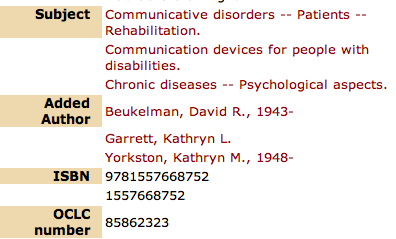 Subject Communicative disorders -- Patients --
Rehabilitation.
Communication devices for people with
disabilities.
Chronic diseases -- Psychological aspects.
Added
Author Beukelman, David R., 1943-
Garrett, Kathryn L.
Yorkston, Kathryn M., 1948-
ISBN 9781557668752
1557668752
OCLC
number 85862323